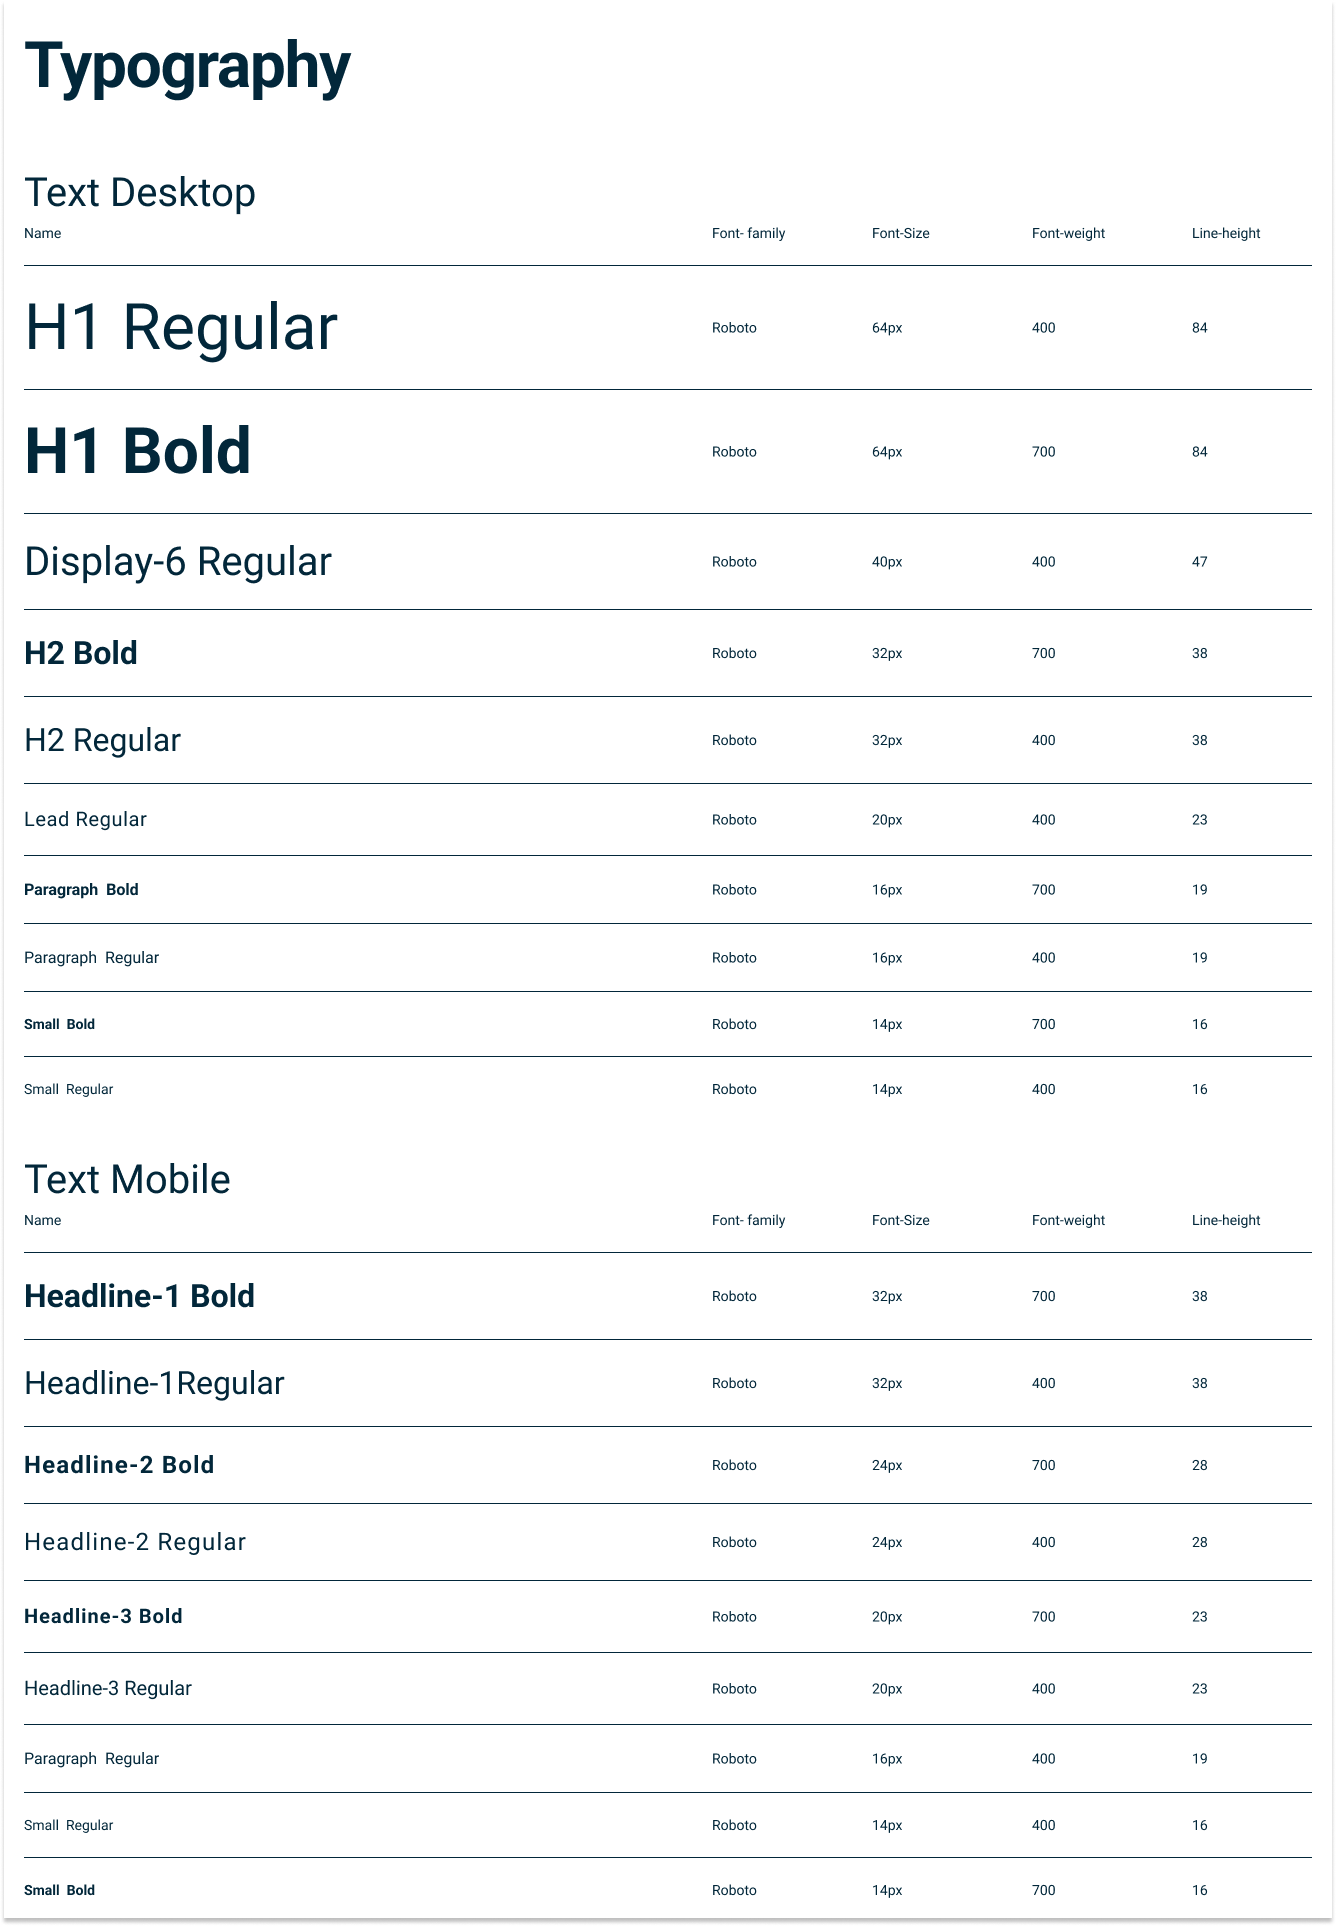 Typography
Text Desktop
Name Font- family Font-Size Font-weight Line-height
H1 Regular Roboto 64px 400 84
H1 Bold Roboto 64px 700 84
Display-6 Regular Roboto 40px 400 47
H2 Bold Roboto 32px 700 38
H2 Regular Roboto 32px 400 38
Lead Regular Roboto 20px 400 23
Paragraph Bold Roboto 16px 700 19
Paragraph Regular Roboto 16px 400 19
Small Bold Roboto 14px 700 16
Small Regular Roboto 14px 400 16
Text Mobile
Name Font- family Font-Size Font-weight Line-height
Headline-1 Bold Roboto 32px 700 38
Headline-1Regular Roboto 32px 400 38
Headline-2 Bold Roboto 24px 700 28
Headline-2 Regular Roboto 24px 400 28
Headline-3 Bold Roboto 20px 700 23
Headline-3 Regular Roboto 20px 400 23
Paragraph Regular Roboto 16px 400 19
Small Regular Roboto 14px 400 16
Small Bold Roboto 14px 700 16